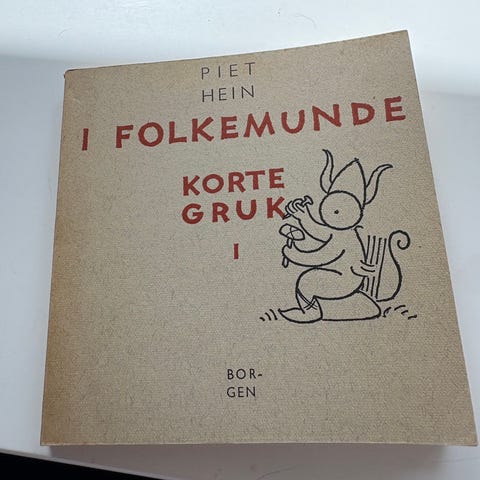 PIET
HEIN
I FOLKEMUNDE
KORTE
GRUK
I
BOR-
GEN